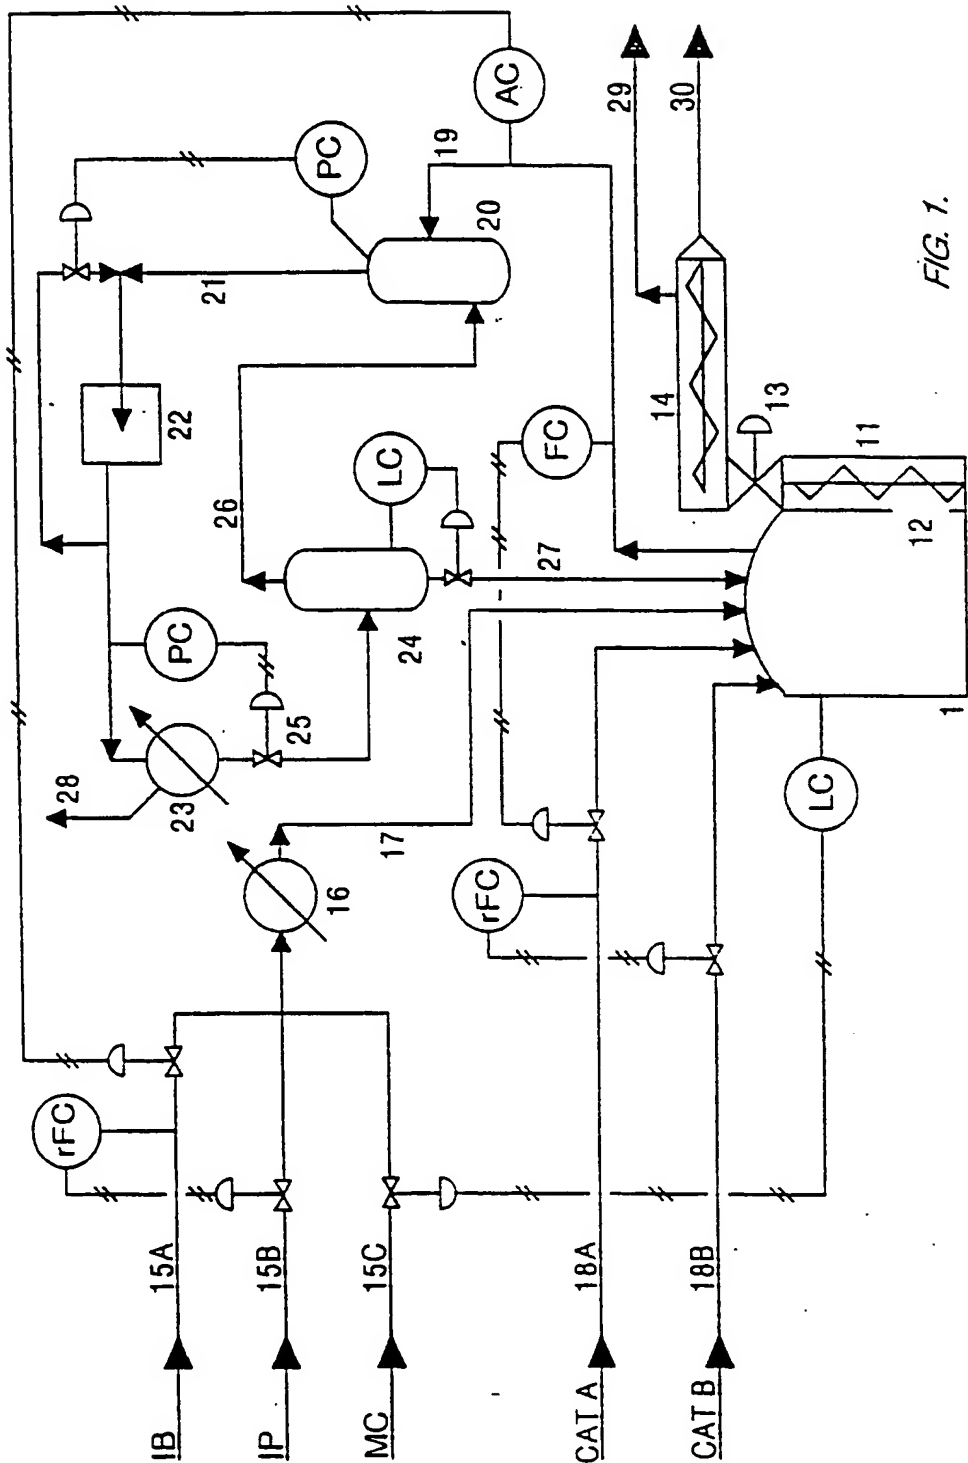 rFC
28
IB
15A
PC
22
23
21
26
IP
15B
25
PC
16
MC
15C
17
LC
24
19
rFC
20
AC
27
FC
CAT A
18A
29
14
30
CAT B
18B
13
LC
11
12
1
FIG. 1.